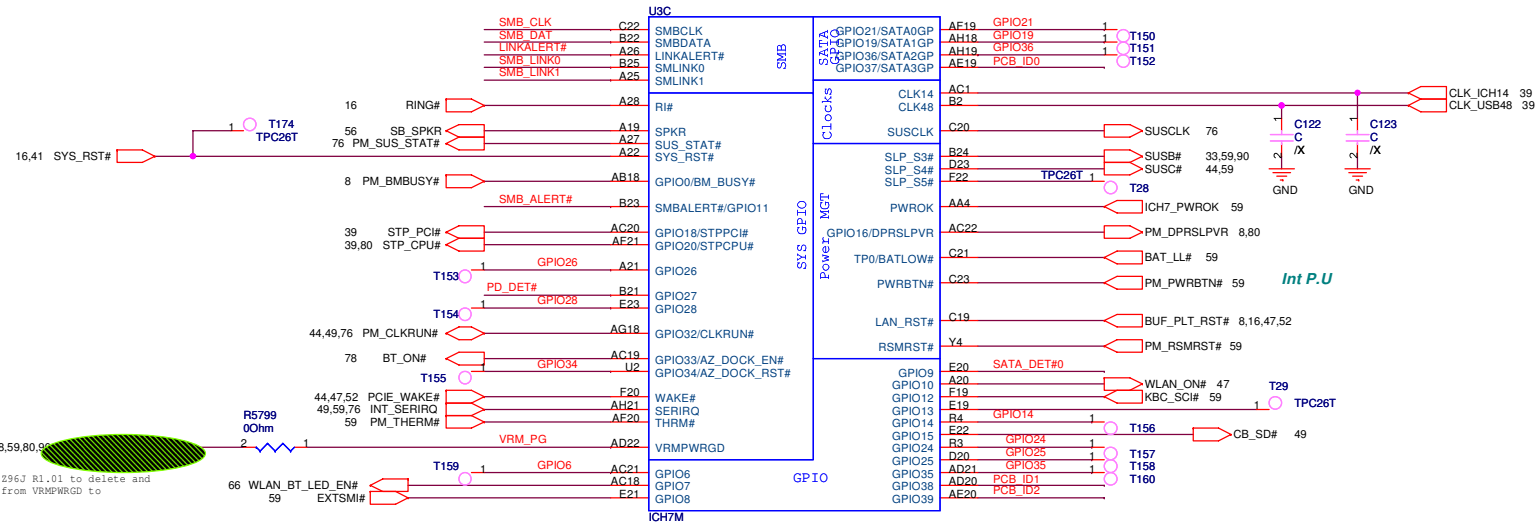 U3C
SMB_CLK C22 SMBCLK
SMB_DAT B22 SMBDATA
LINKALERT# A26 LINKALERT#
SMB_LINK0 B25 SMLINK0
SMB_LINK1 A25 SMLINK1
SMB
16 RING# A28 RI#
1 T174
TPC26T
56 SB_SPKR A19 SPKR
76 PM_SUS_STAT# A27 SUS_STAT#
16,41 SYS_RST# A22 SYS_RST#
8 PM_BMBUSY# AB18 GPIO0/BM_BUSY#
SMB_ALERT# B23 SMBALERT#/GPIO11
39 STP_PCI# AC20 GPIO18/STPPCI#
39,80 STP_CPU# AF21 GPIO20/STPCPU#
T153 1 GPIO26 A21 GPIO26
PD_DET# B21 GPIO27
T154 1 GPIO28 E23 GPIO28
44,49,76 PM_CLKRUN# AG18 GPIO32/CLKRUN#
78 BT_ON# AC19 GPIO33/AZ_DOCK_EN#
T155 1 GPIO34 U2 GPIO34/AZ_DOCK_RST#
44,47,52 PCIE_WAKE# F20 WAKE#
49,59,76 INT_SERIRQ AH21 SERIRQ
59 PM_THERM# AF20 THRM#
R5799
0Ohm
8,59,80,9 2 1 VRM_PG AD22 VRMPWRGD
Z96J R1.01 to delete and
from VRMPWRGD to
T159 1 GPIO6 AC21 GPIO6
66 WLAN_BT_LED_EN# AC18 GPIO7
59 EXTSMI# E21 GPIO8
SYS GPIO
GPIO
ICH7M
SATA
GPIO
GPIO21/SATA0GP AF19 GPIO21 1 T150
GPIO19/SATA1GP AH18 GPIO19 1 T151
GPIO36/SATA2GP AH19 GPIO36 1 T152
GPIO37/SATA3GP AE19 PCB_ID0
Clocks
CLK14 AC1 CLK_ICH14 39
CLK48 B2 CLK_USB48 39
1 C122 C /X 2 GND
1 C123 C /X 2 GND
SUSCLK C20 SUSCLK 76
Power MGT
SLP_S3# B24 SUSB# 33,59,90
SLP_S4# D23 SUSC# 44,59
SLP_S5# F22 TPC26T 1 T28
PWROK AA4 ICH7_PWROK 59
GPIO16/DPRSLPVR AC22 PM_DPRSLPVR 8,80
TP0/BATLOW# C21 BAT_LL# 59
Int P.U
PWRBTN# C23 PM_PWRBTN# 59
LAN_RST# C19 BUF_PLT_RST# 8,16,47,52
RSMRST# Y4 PM_RSMRST# 59
GPIO9 E20 SATA_DET#0
GPIO10 A20 WLAN_ON# 47
GPIO12 F19 KBC_SCI# 59
GPIO13 E19 1 T29 TPC26T
GPIO14 R4 GPIO14 1 T156
GPIO15 E22 CB_SD# 49
GPIO24 R3 GPIO24 1 T157
GPIO25 D20 GPIO25 1 T158
GPIO35 AD21 GPIO35 1 T160
GPIO38 AD20 PCB_ID1
GPIO39 AE20 PCB_ID2